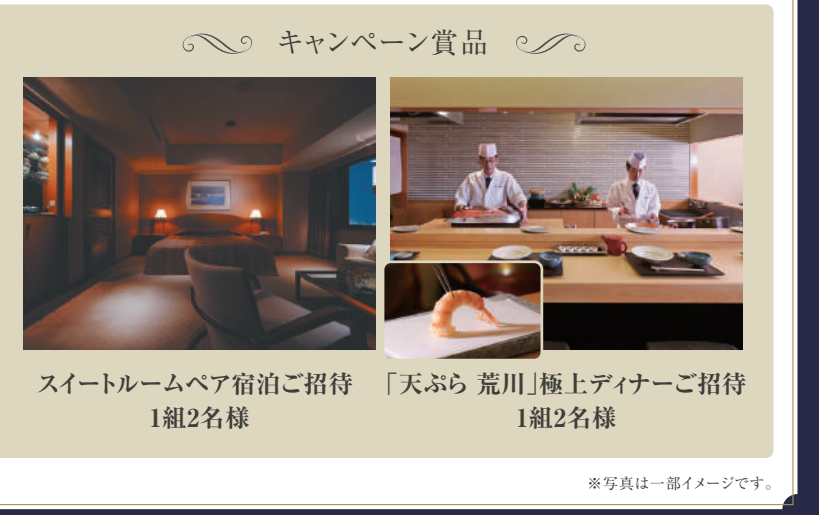 キャンペーン賞品
スイートルームペア宿泊ご招待
1組2名様
「天ぷら 荒川」極上ディナーご招待
1組2名様
※写真は一部イメージです。